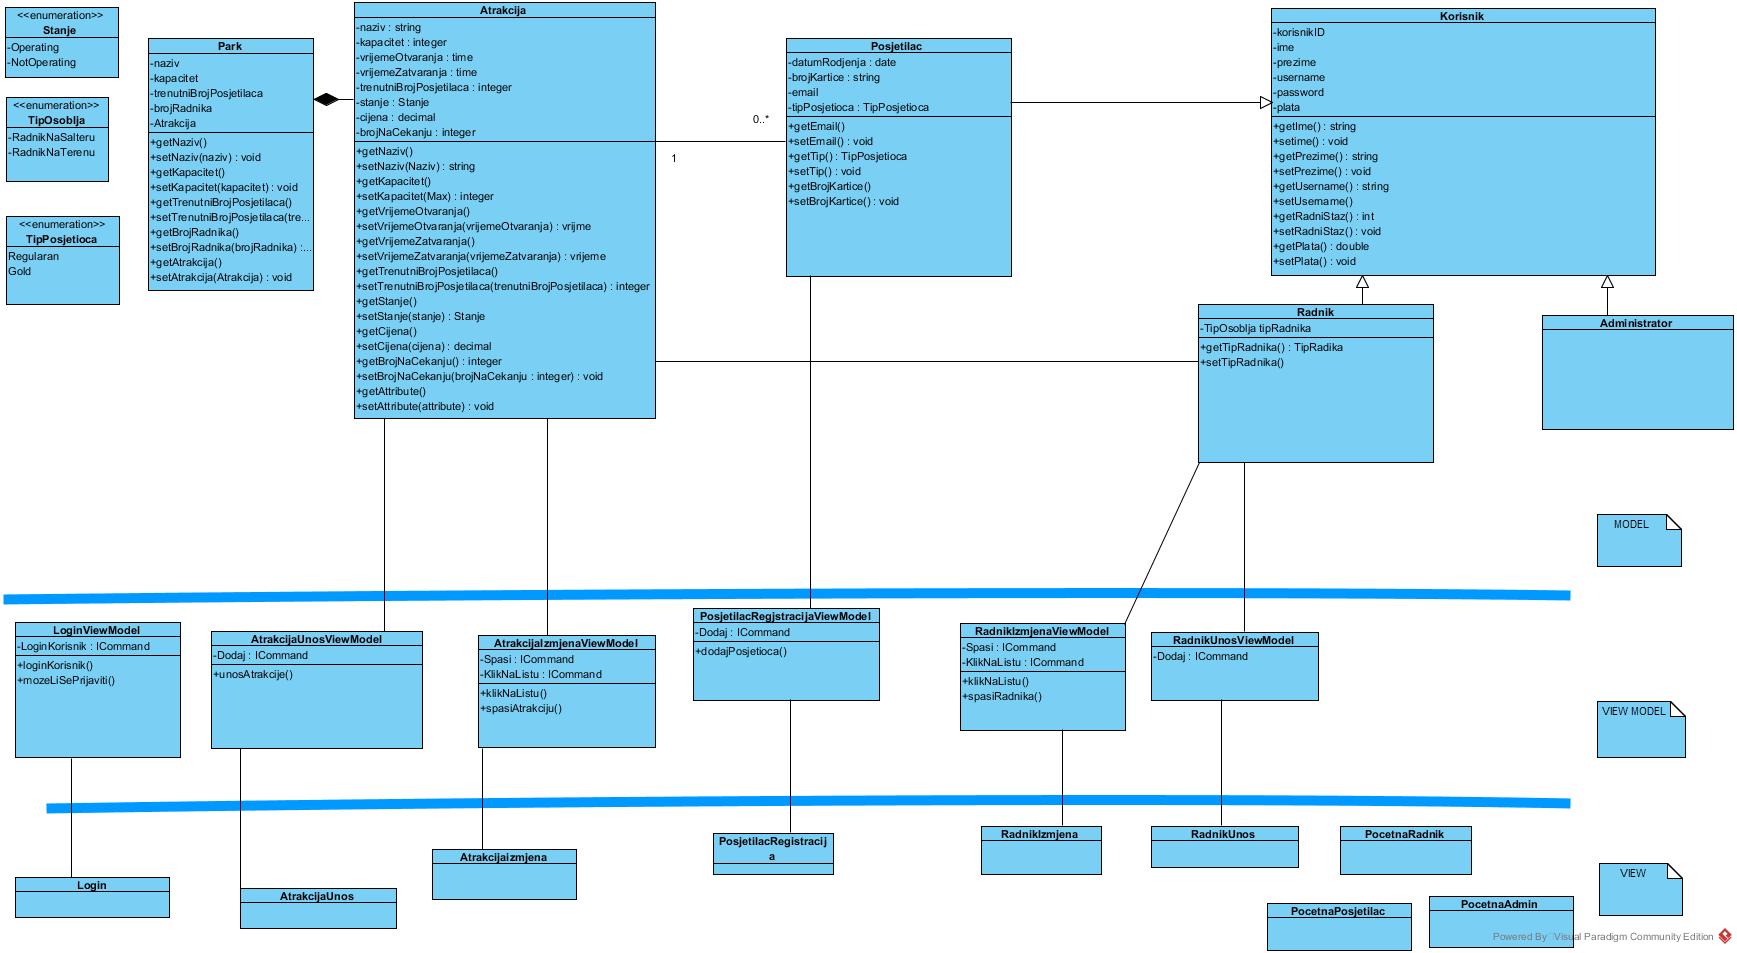 <<enumeration>>
Stanje
-Operating
-NotOperating
<<enumeration>>
TipOsoblja
-RadnikNaSalteru
-RadnikNaTerenu
<<enumeration>>
TipPosjetioca
Regularan
Gold
Park
-naziv
-kapacitet
-trenutniBrojPosjetilaca
-brojRadnika
-Atrakcija
+getNaziv()
+setNaziv(naziv) : void
+getKapacitet()
+setKapacitet(kapacitet) : void
+getTrenutniBrojPosjetilaca()
+setTrenutniBrojPosjetilaca(tre...
+getBrojRadnika()
+setBrojRadnika(brojRadnika) :...
+getAtrakcija()
+setAtrakcija(Atrakcija) : void
Atrakcija
-naziv : string
-kapacitet : integer
-vrijemeOtvaranja : time
-vrijemeZatvaranja : time
-trenutniBrojPosjetilaca : integer
-stanje : Stanje
-cijena : decimal
-brojNaCekanju : integer
+getNaziv()
+setNaziv(Naziv) : string
+getKapacitet()
+setKapacitet(Max) : integer
+getVrijemeOtvaranja()
+setVrijemeOtvaranja(vrijemeOtvaranja) : vrijme
+getVrijemeZatvaranja()
+setVrijemeZatvaranja(vrijemeZatvaranja) : vrijeme
+getTrenutniBrojPosjetilaca()
+setTrenutniBrojPosjetilaca(trenutniBrojPosjetilaca) : integer
+getStanje()
+setStanje(stanje) : Stanje
+getCijena()
+setCijena(cijena) : decimal
+getBrojNaCekanju() : integer
+setBrojNaCekanju(brojNaCekanju : integer) : void
+getAttribute()
+setAttribute(attribute) : void
0..*
1
Posjetilac
-datumRodjenja : date
-brojKartice : string
-email
-tipPosjetioca : TipPosjetioca
+getEmail()
+setEmail() : void
+getTip() : TipPosjetioca
+setTip() : void
+getBrojKartice()
+setBrojKartice() : void
Korisnik
-korisnikID
-ime
-prezime
-username
-password
-plata
+getIme() : string
+setime() : void
+getPrezime() : string
+setPrezime() : void
+getUsername() : string
+setUsername()
+getRadniStaz() : int
+setRadniStaz() : void
+getPlata() : double
+setPlata() : void
Radnik
-TipOsoblja tipRadnika
+getTipRadnika() : TipRadika
+setTipRadnika()
Administrator
MODEL
LoginViewModel
-LoginKorisnik : ICommand
+loginKorisnik()
+mozeLiSePrijaviti()
AtrakcijaUnosViewModel
-Dodaj : ICommand
+unosAtrakcije()
AtrakcijaIzmjenaViewModel
-Spasi : ICommand
-KlikNaListu : ICommand
+klikNaListu()
+spasiAtrakciju()
PosjetilacRegjstracijaViewModel
-Dodaj : ICommand
+dodajPosjetioca()
RadnikIzmjenaViewModel
-Spasi : ICommand
-KlikNaListu : ICommand
+klikNaListu()
+spasiRadnika()
RadnikUnosViewModel
-Dodaj : ICommand
VIEW MODEL
Login
AtrakcijaUnos
Atrakcijaizmjena
PosjetilacRegistracij
a
RadnikIzmjena
RadnikUnos
PocetnaRadnik
PocetnaPosjetilac
PocetnaAdmin
VIEW
Powered By Visual Paradigm Community Edition